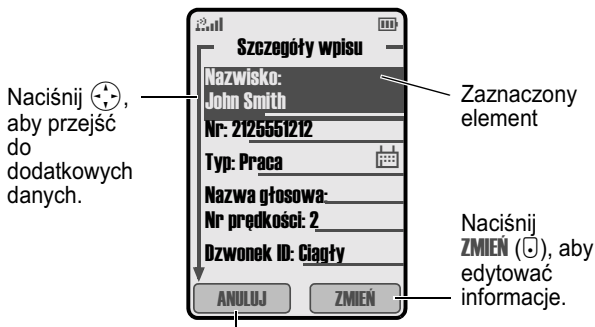 Szczegóły wpisu
Nazwisko:
John Smith
Nr: 2125551212
Typ: Praca
Nazwa głosowa:
Nr prędkości: 2
Dzwonek ID: Ciągły
ANULUJ
ZMIEŃ
Naciśnij ,
aby przejść
do
dodatkowych
danych.
Zaznaczony
element
Naciśnij
ZMIEŃ (), aby
edytować
informacje.